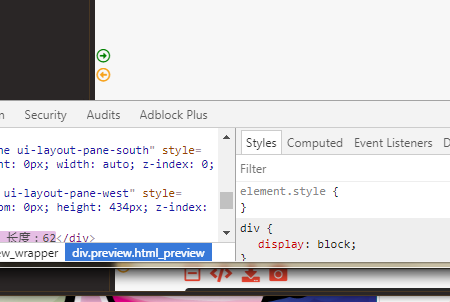 n Security Audits Adblock Plus
ne ui-layout-pane-south" style=
nt: 0px; width: auto; z-index: 0;
ui-layout-pane-west" style=
om: 0px; height: 434px; z-index:
长度：62</div>
ew_wrapper div.preview.html_preview
Styles Computed Event Listeners D
Filter
element.style {
}
div {
display: block;
}